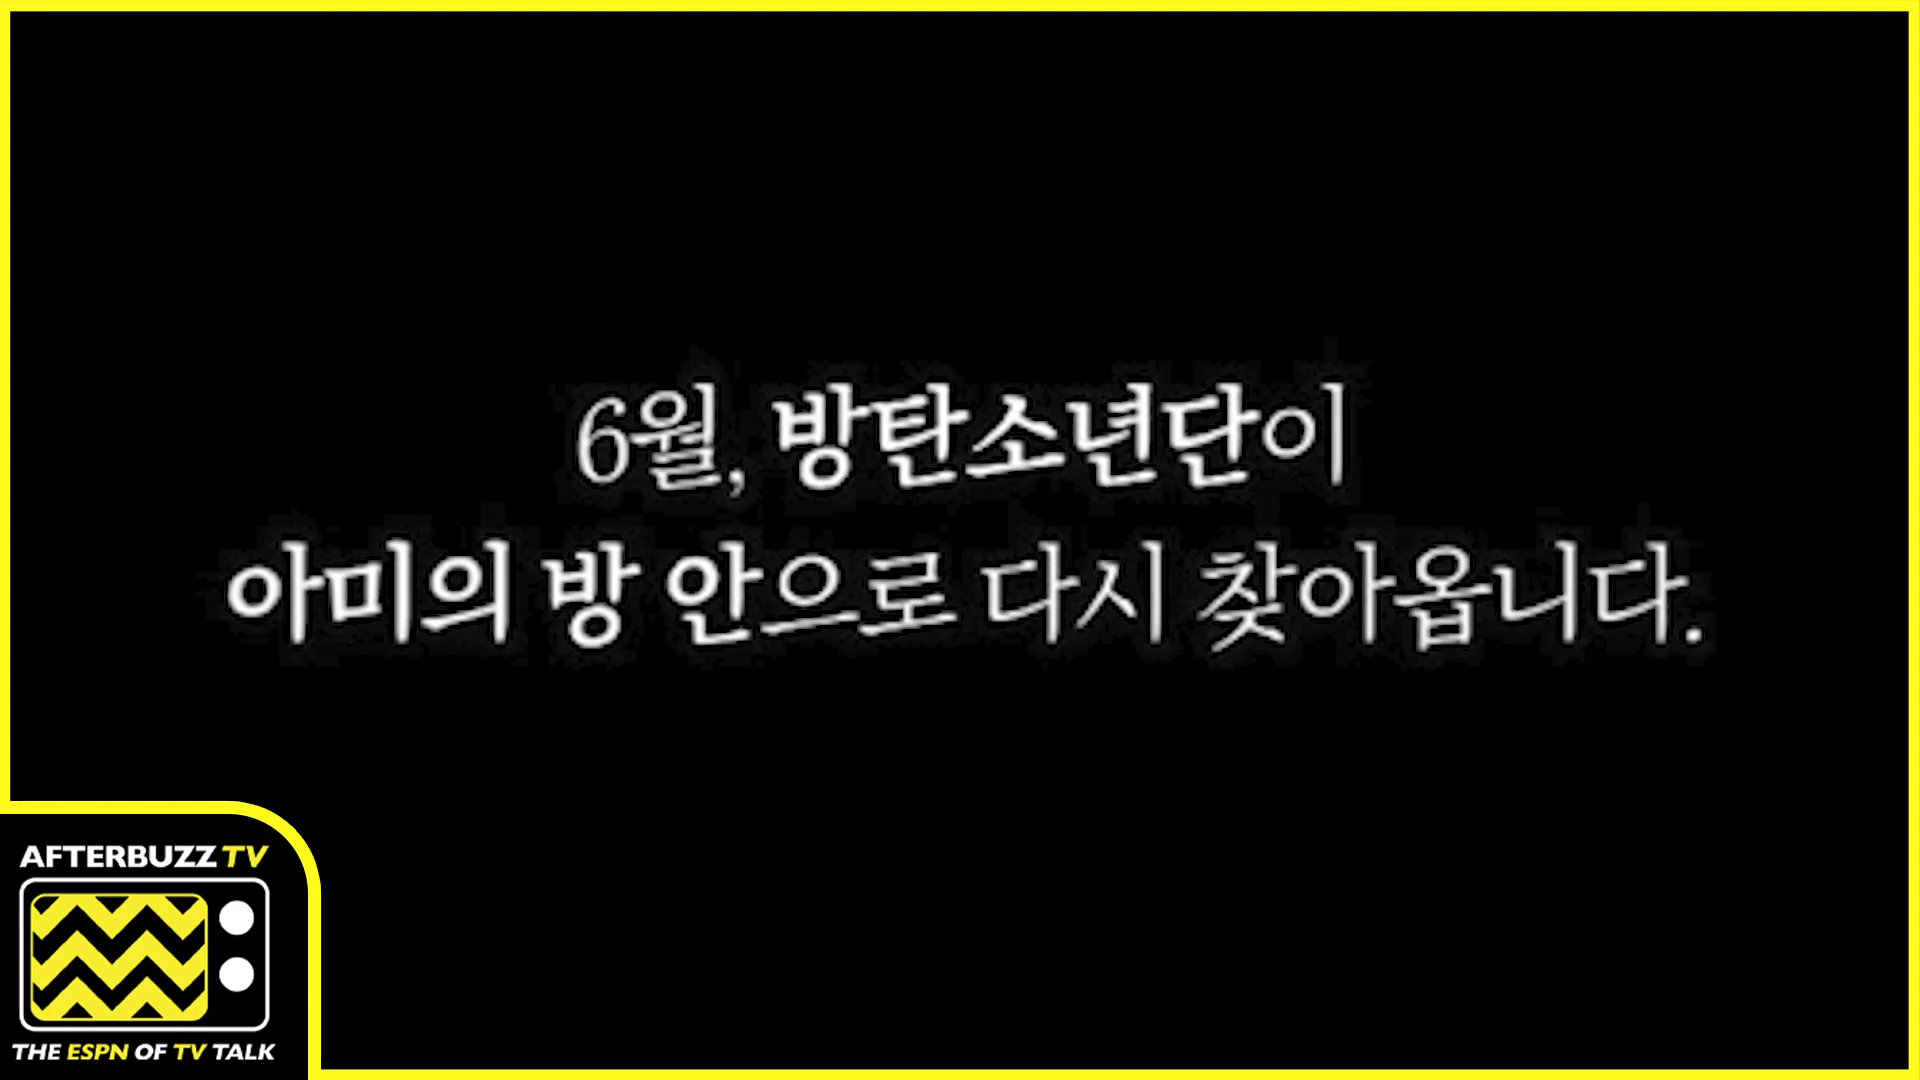 6월, 방탄소년단이
아미의 방 안으로 다시 찾아옵니다.
AFTERBUZZ TV
THE ESPN OF TV TALK